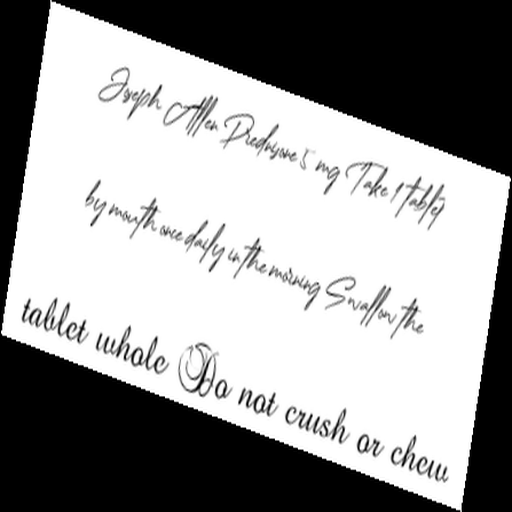 Joseph Allen Prednisone 5 mg Take 1 tablet
by mouth once daily in the morning Swallow the
tablet whole Do not crush or chew